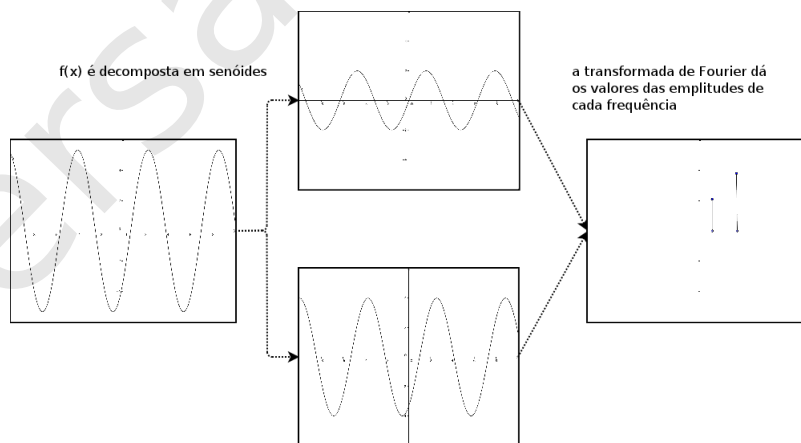 f(x) é decomposta em senóides
a transformada de Fourier dá
os valores das emplitudes de
cada frequência